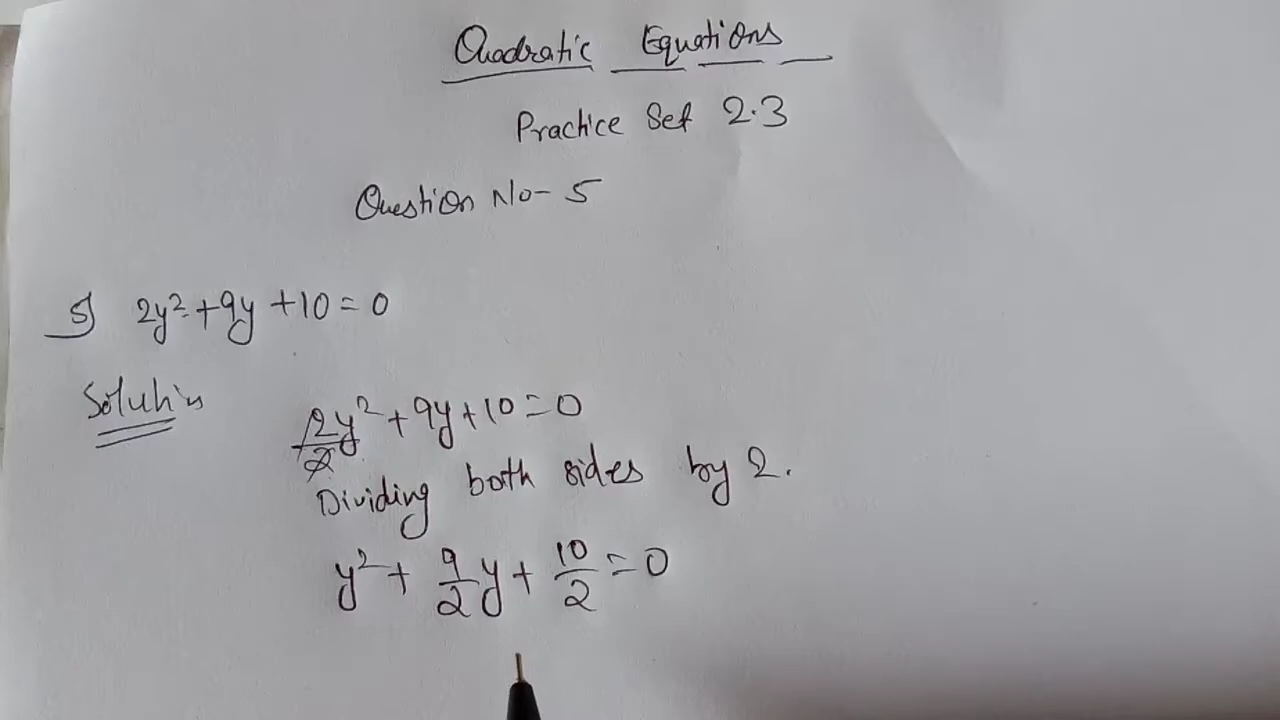 Quadratic Equations
Practice Set 2.3
Question No- 5
5) 2y²+9y+10=0
Solution
2/2y²+9y+10=0
Dividing both sides by 2.
y²+9/2y+10/2=0